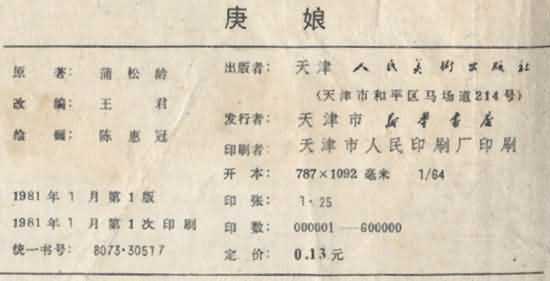 庚娘
原著：蒲松龄
改编：王君
绘画：陈惠冠
1981年1月第1版
1981年1月第1次印刷
统一书号：8073·30517
出版者：天津人民美術出版社
（天津市和平区马场道214号）
发行者：天津市新華書店
印刷者：天津市人民印刷厂印刷
开本：787×1092毫米 1/64
印张：1·25
印数：000001—600000
定价：0.13元